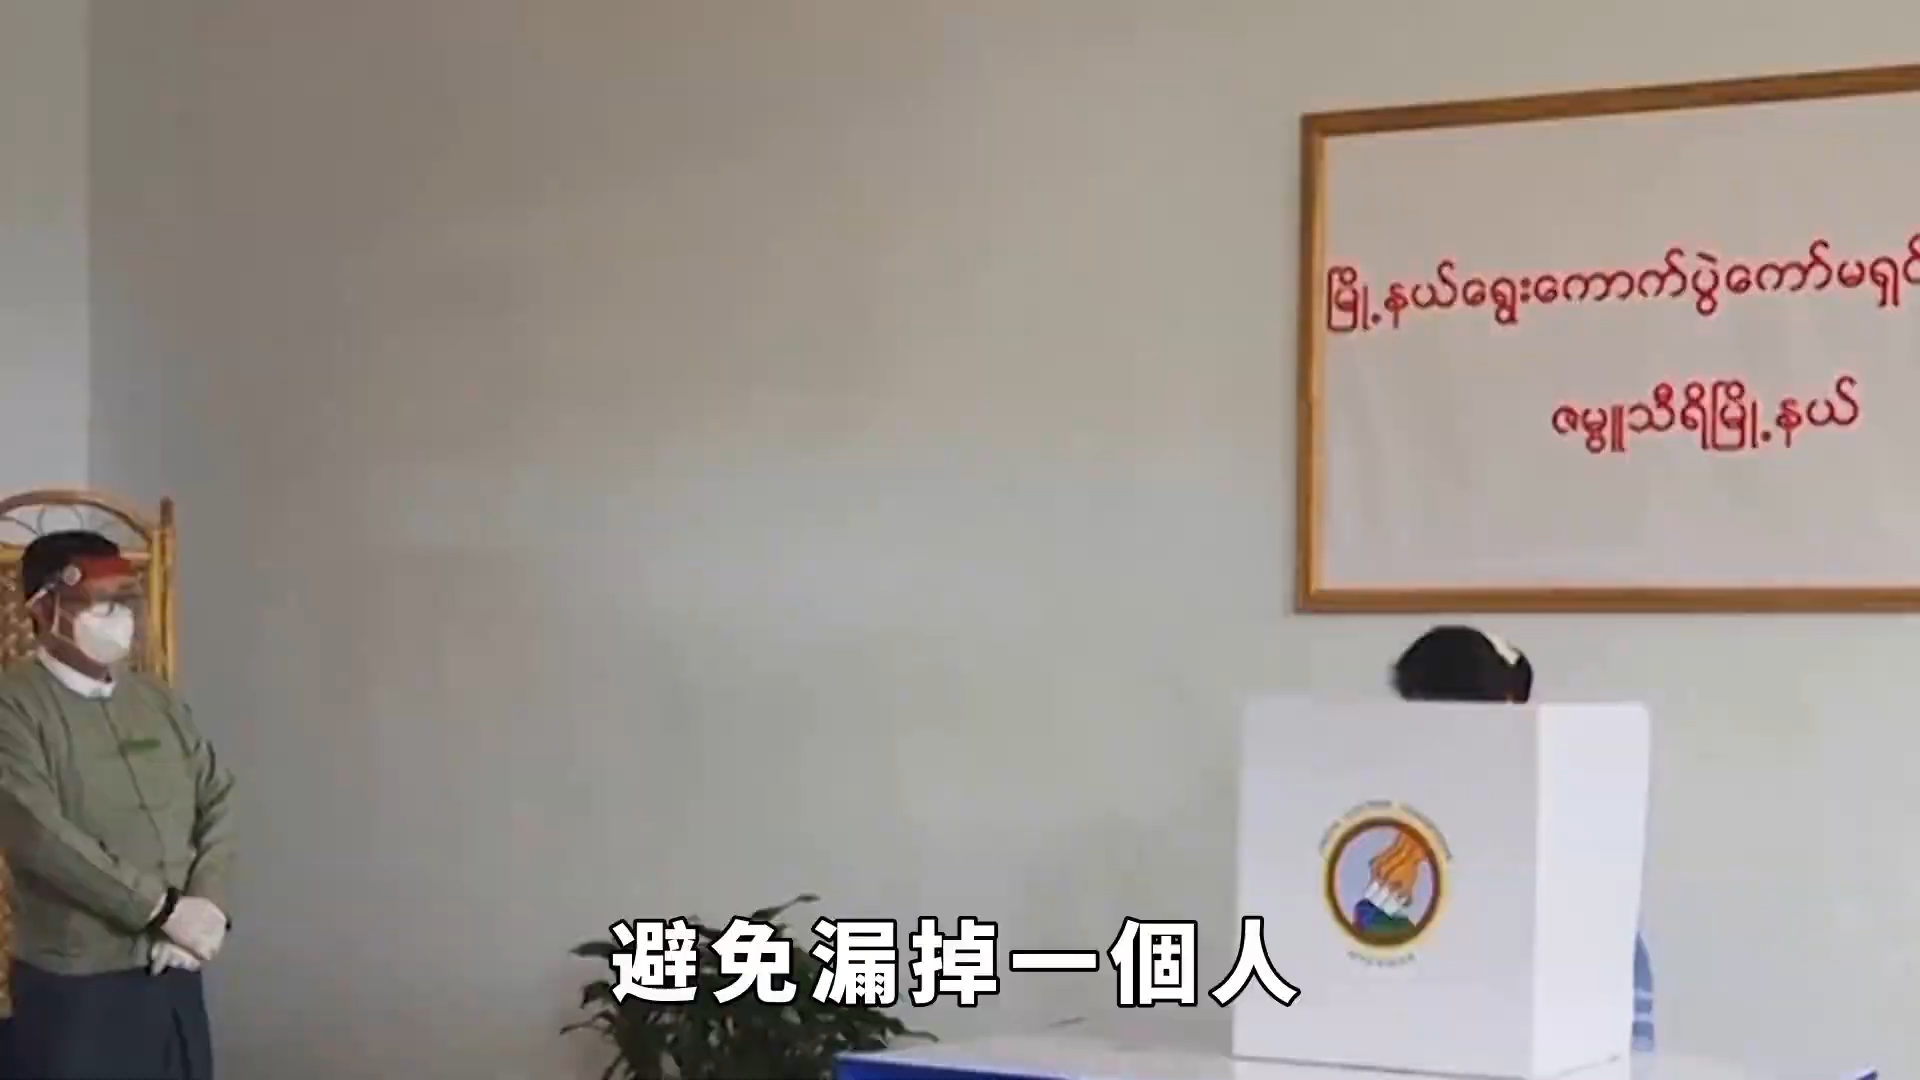 မြို့နယ်ရွေးကောက်ပွဲကော်မရှင်
ဇမ္ဗူသီရိမြို့နယ်
避免漏掉一個人